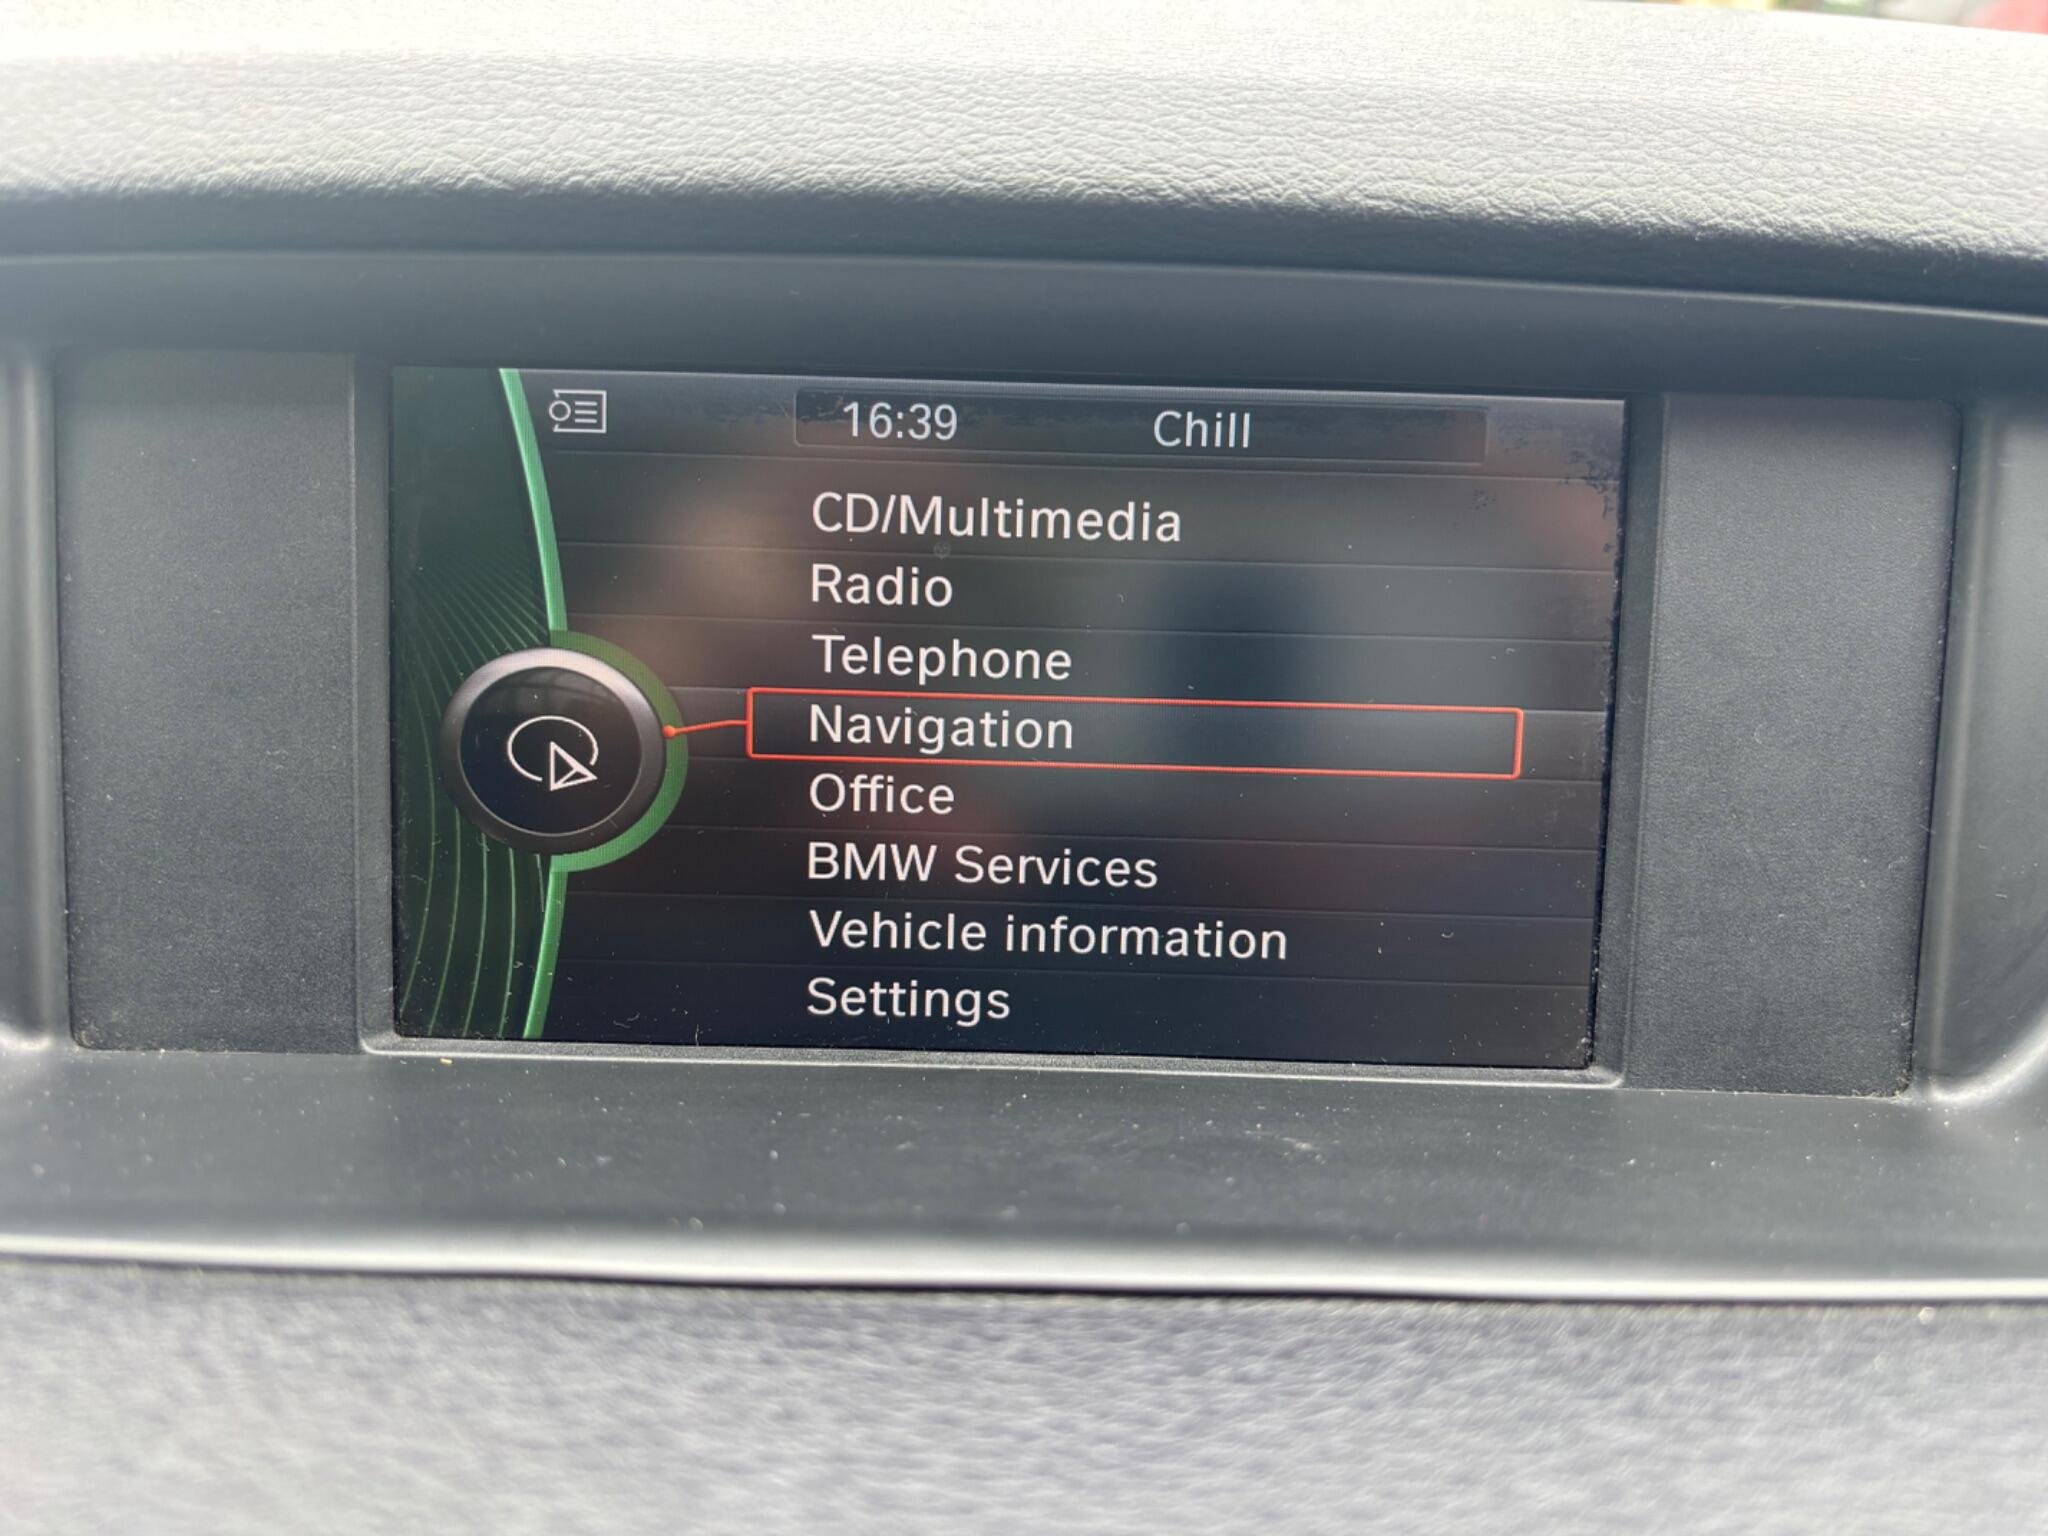 16:39 Chill
CD/Multimedia
Radio
Telephone
Navigation
Office
BMW Services
Vehicle information
Settings